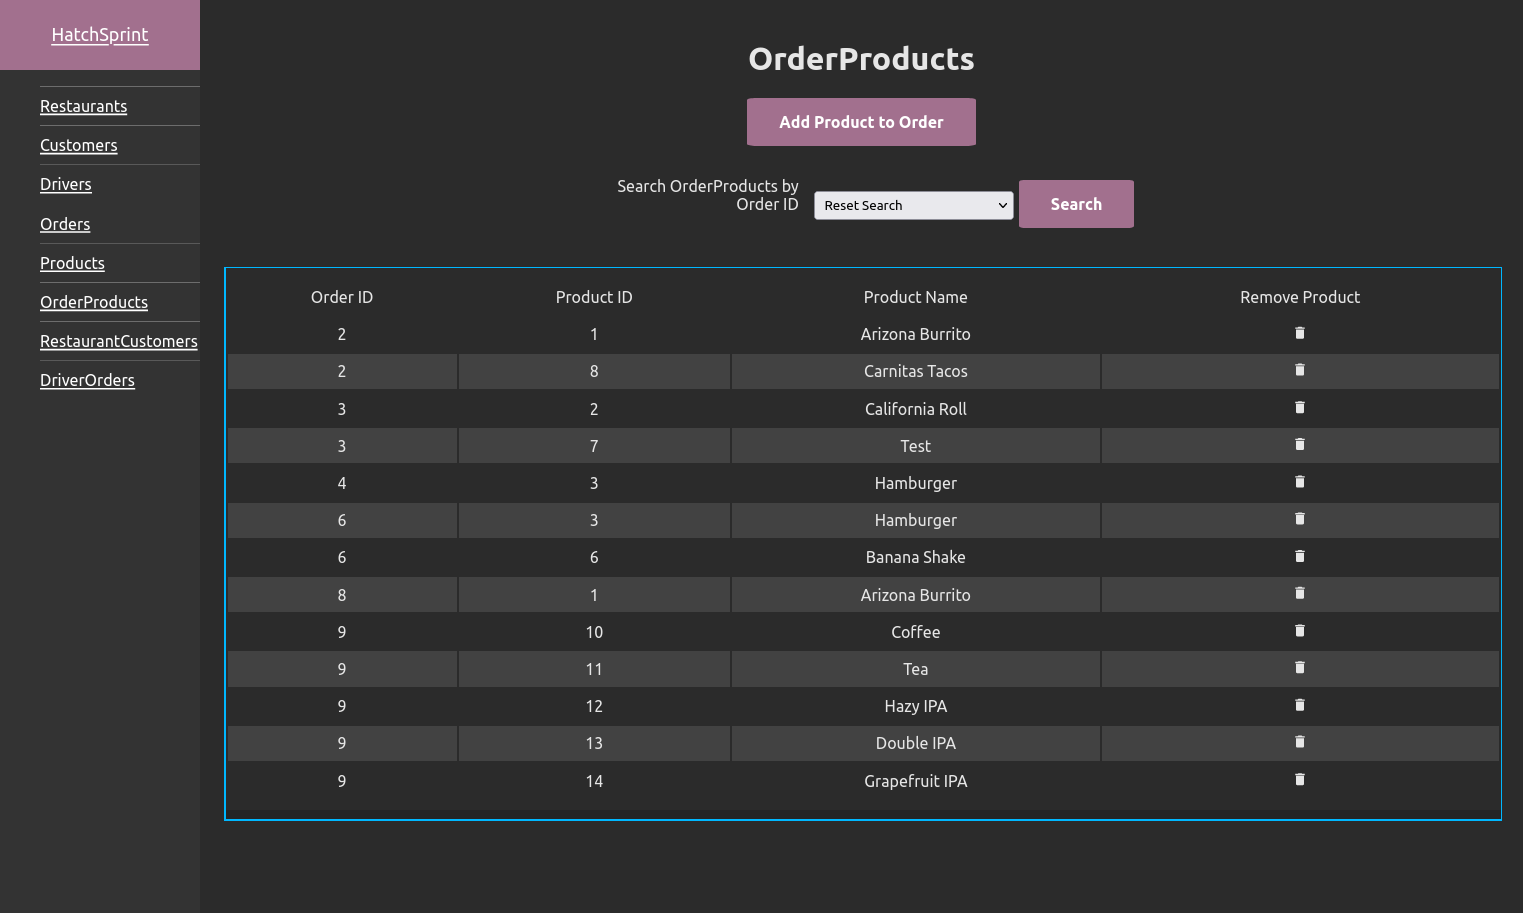 HatchSprint
Restaurants
Customers
Drivers
Orders
Products
OrderProducts
RestaurantCustomers
DriverOrders
OrderProducts
Add Product to Order
Search OrderProducts by
Order ID
Reset Search
Search
Order ID Product ID Product Name Remove Product
2 1 Arizona Burrito
2 8 Carnitas Tacos
3 2 California Roll
3 7 Test
4 3 Hamburger
6 3 Hamburger
6 6 Banana Shake
8 1 Arizona Burrito
9 10 Coffee
9 11 Tea
9 12 Hazy IPA
9 13 Double IPA
9 14 Grapefruit IPA